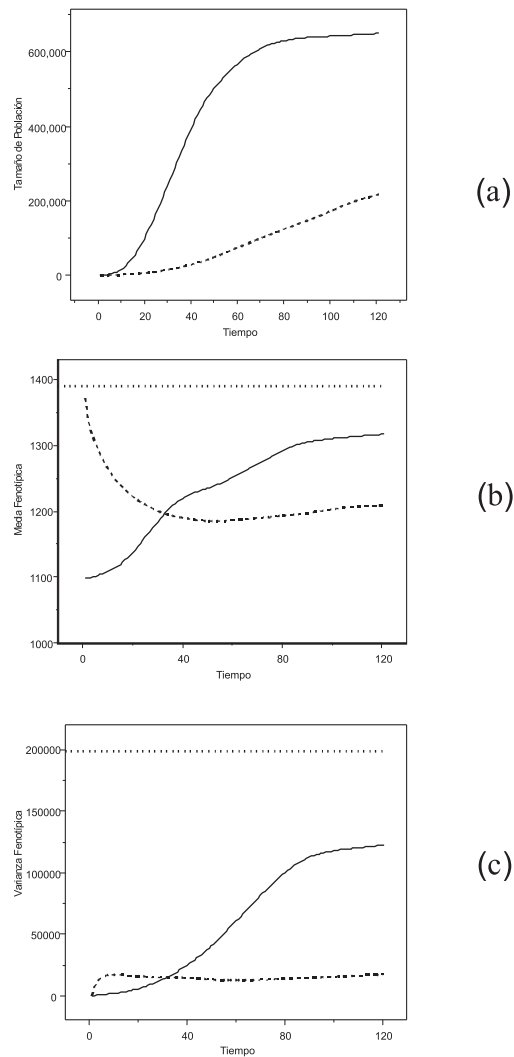 600,000
400,000
200,000
0
Tamaño de Población
0 20 40 60 80 100 120
Tiempo
(a)
1400
1300
1200
1100
1000
Media Fenotípica
0 40 80 120
Tiempo
(b)
200000
150000
100000
50000
0
Varianza Fenotípica
0 40 80 120
Tiempo
(c)